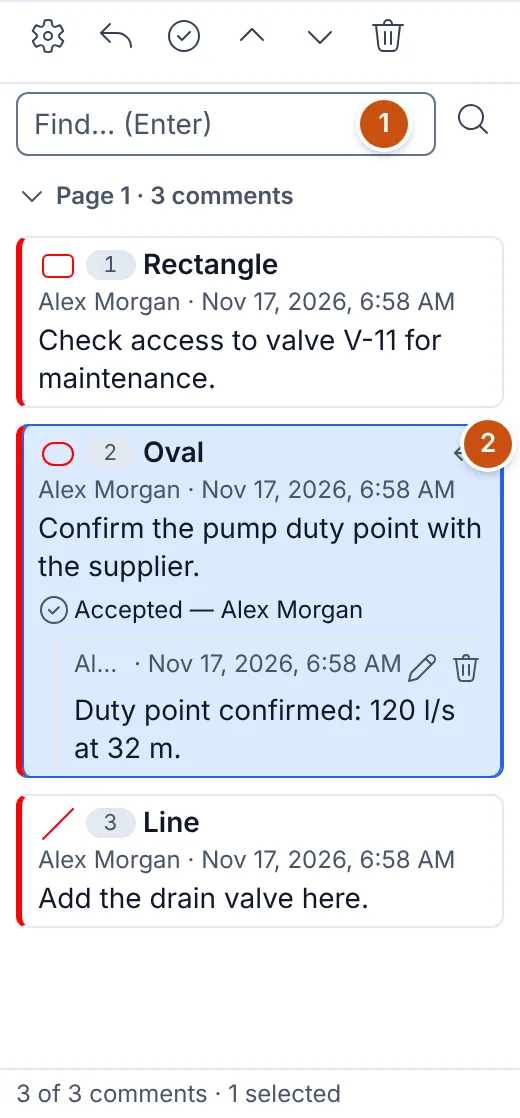 Find... (Enter)
1
Page 1 · 3 comments
1 Rectangle
Alex Morgan · Nov 17, 2026, 6:58 AM
Check access to valve V-11 for
maintenance.
2 Oval
2
Alex Morgan · Nov 17, 2026, 6:58 AM
Confirm the pump duty point with
the supplier.
Accepted — Alex Morgan
Al... · Nov 17, 2026, 6:58 AM
Duty point confirmed: 120 l/s
at 32 m.
3 Line
Alex Morgan · Nov 17, 2026, 6:58 AM
Add the drain valve here.
3 of 3 comments · 1 selected